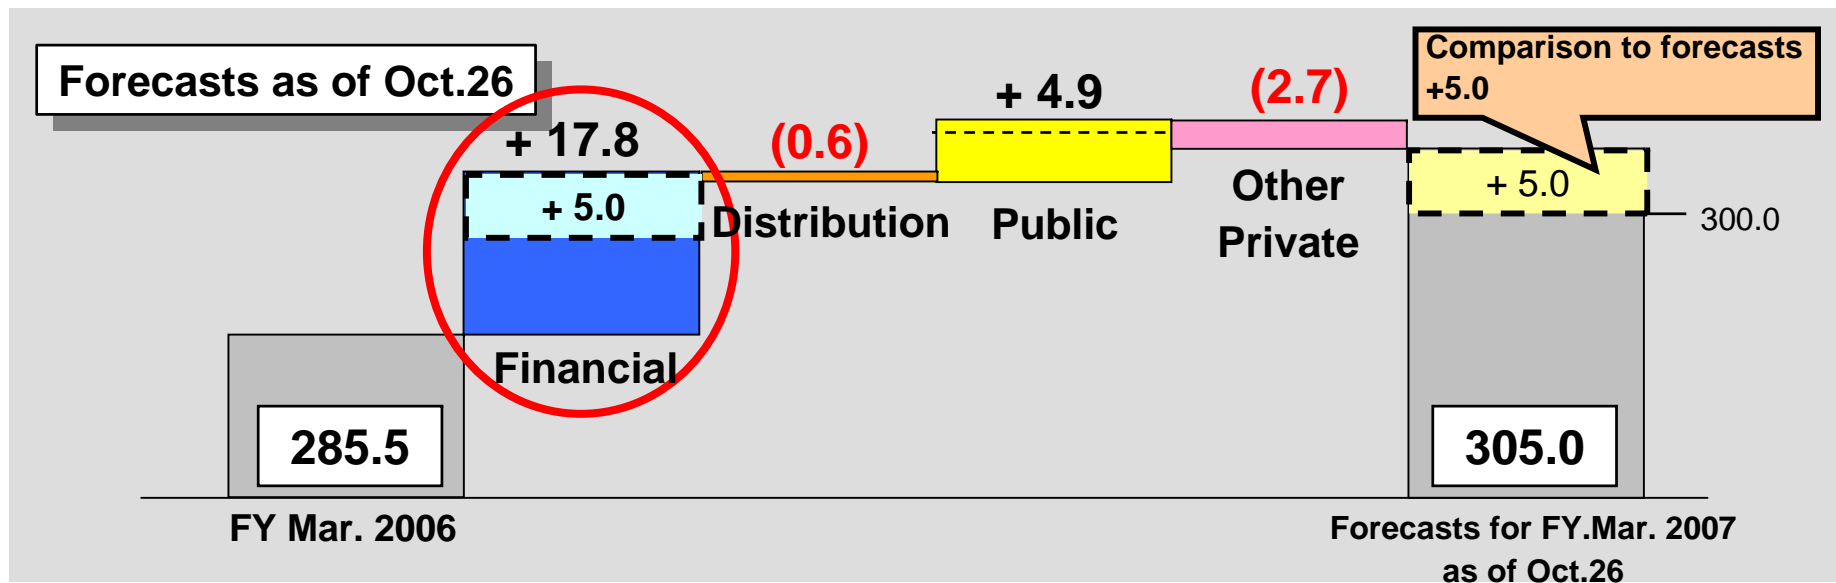 Forecasts as of Oct.26
Comparison to forecasts
+5.0
+ 17.8
(0.6)
+ 4.9
(2.7)
+ 5.0
Distribution
Public
Other
Private
+ 5.0
300.0
Financial
285.5
305.0
FY Mar. 2006
Forecasts for FY.Mar. 2007
as of Oct.26